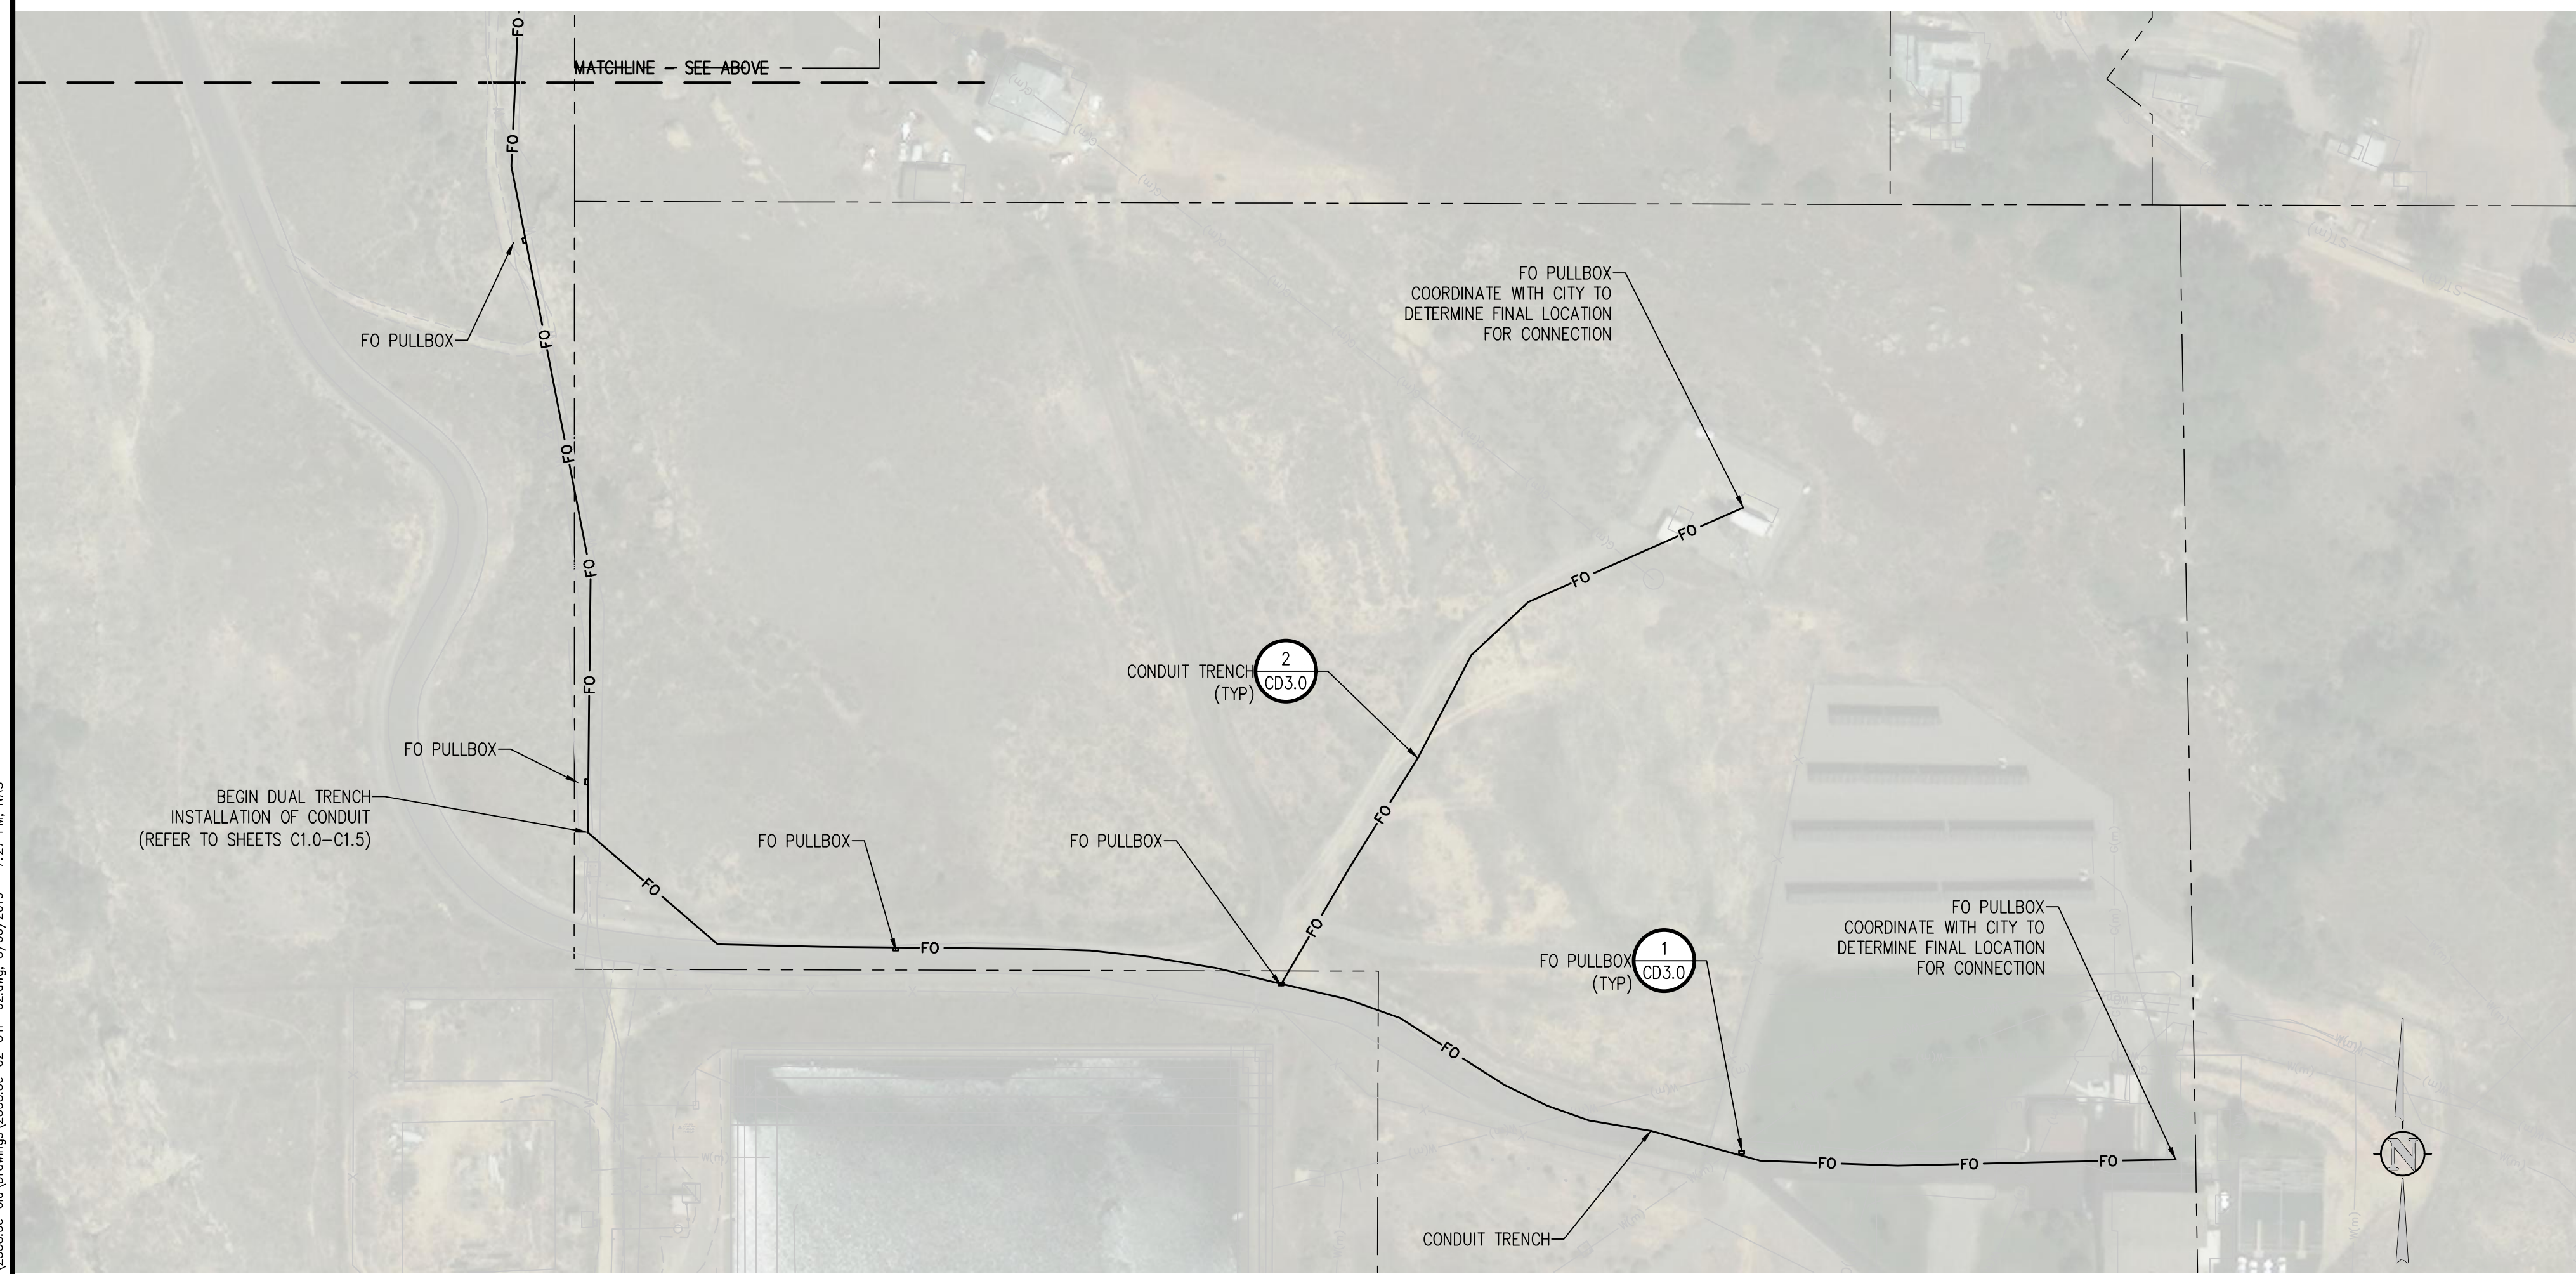 FO
MATCHLINE – SEE ABOVE
FO
FO PULLBOX
FO
FO
FO
FO
FO PULLBOX
COORDINATE WITH CITY TO
DETERMINE FINAL LOCATION
FOR CONNECTION
FO
FO
CONDUIT TRENCH
(TYP)
2
CD3.0
FO
FO
FO PULLBOX
BEGIN DUAL TRENCH
INSTALLATION OF CONDUIT
(REFER TO SHEETS C1.0–C1.5)
FO
FO PULLBOX
FO
FO PULLBOX
FO PULLBOX
(TYP)
1
CD3.0
FO PULLBOX
COORDINATE WITH CITY TO
DETERMINE FINAL LOCATION
FOR CONNECTION
FO
FO
FO
FO
CONDUIT TRENCH
N